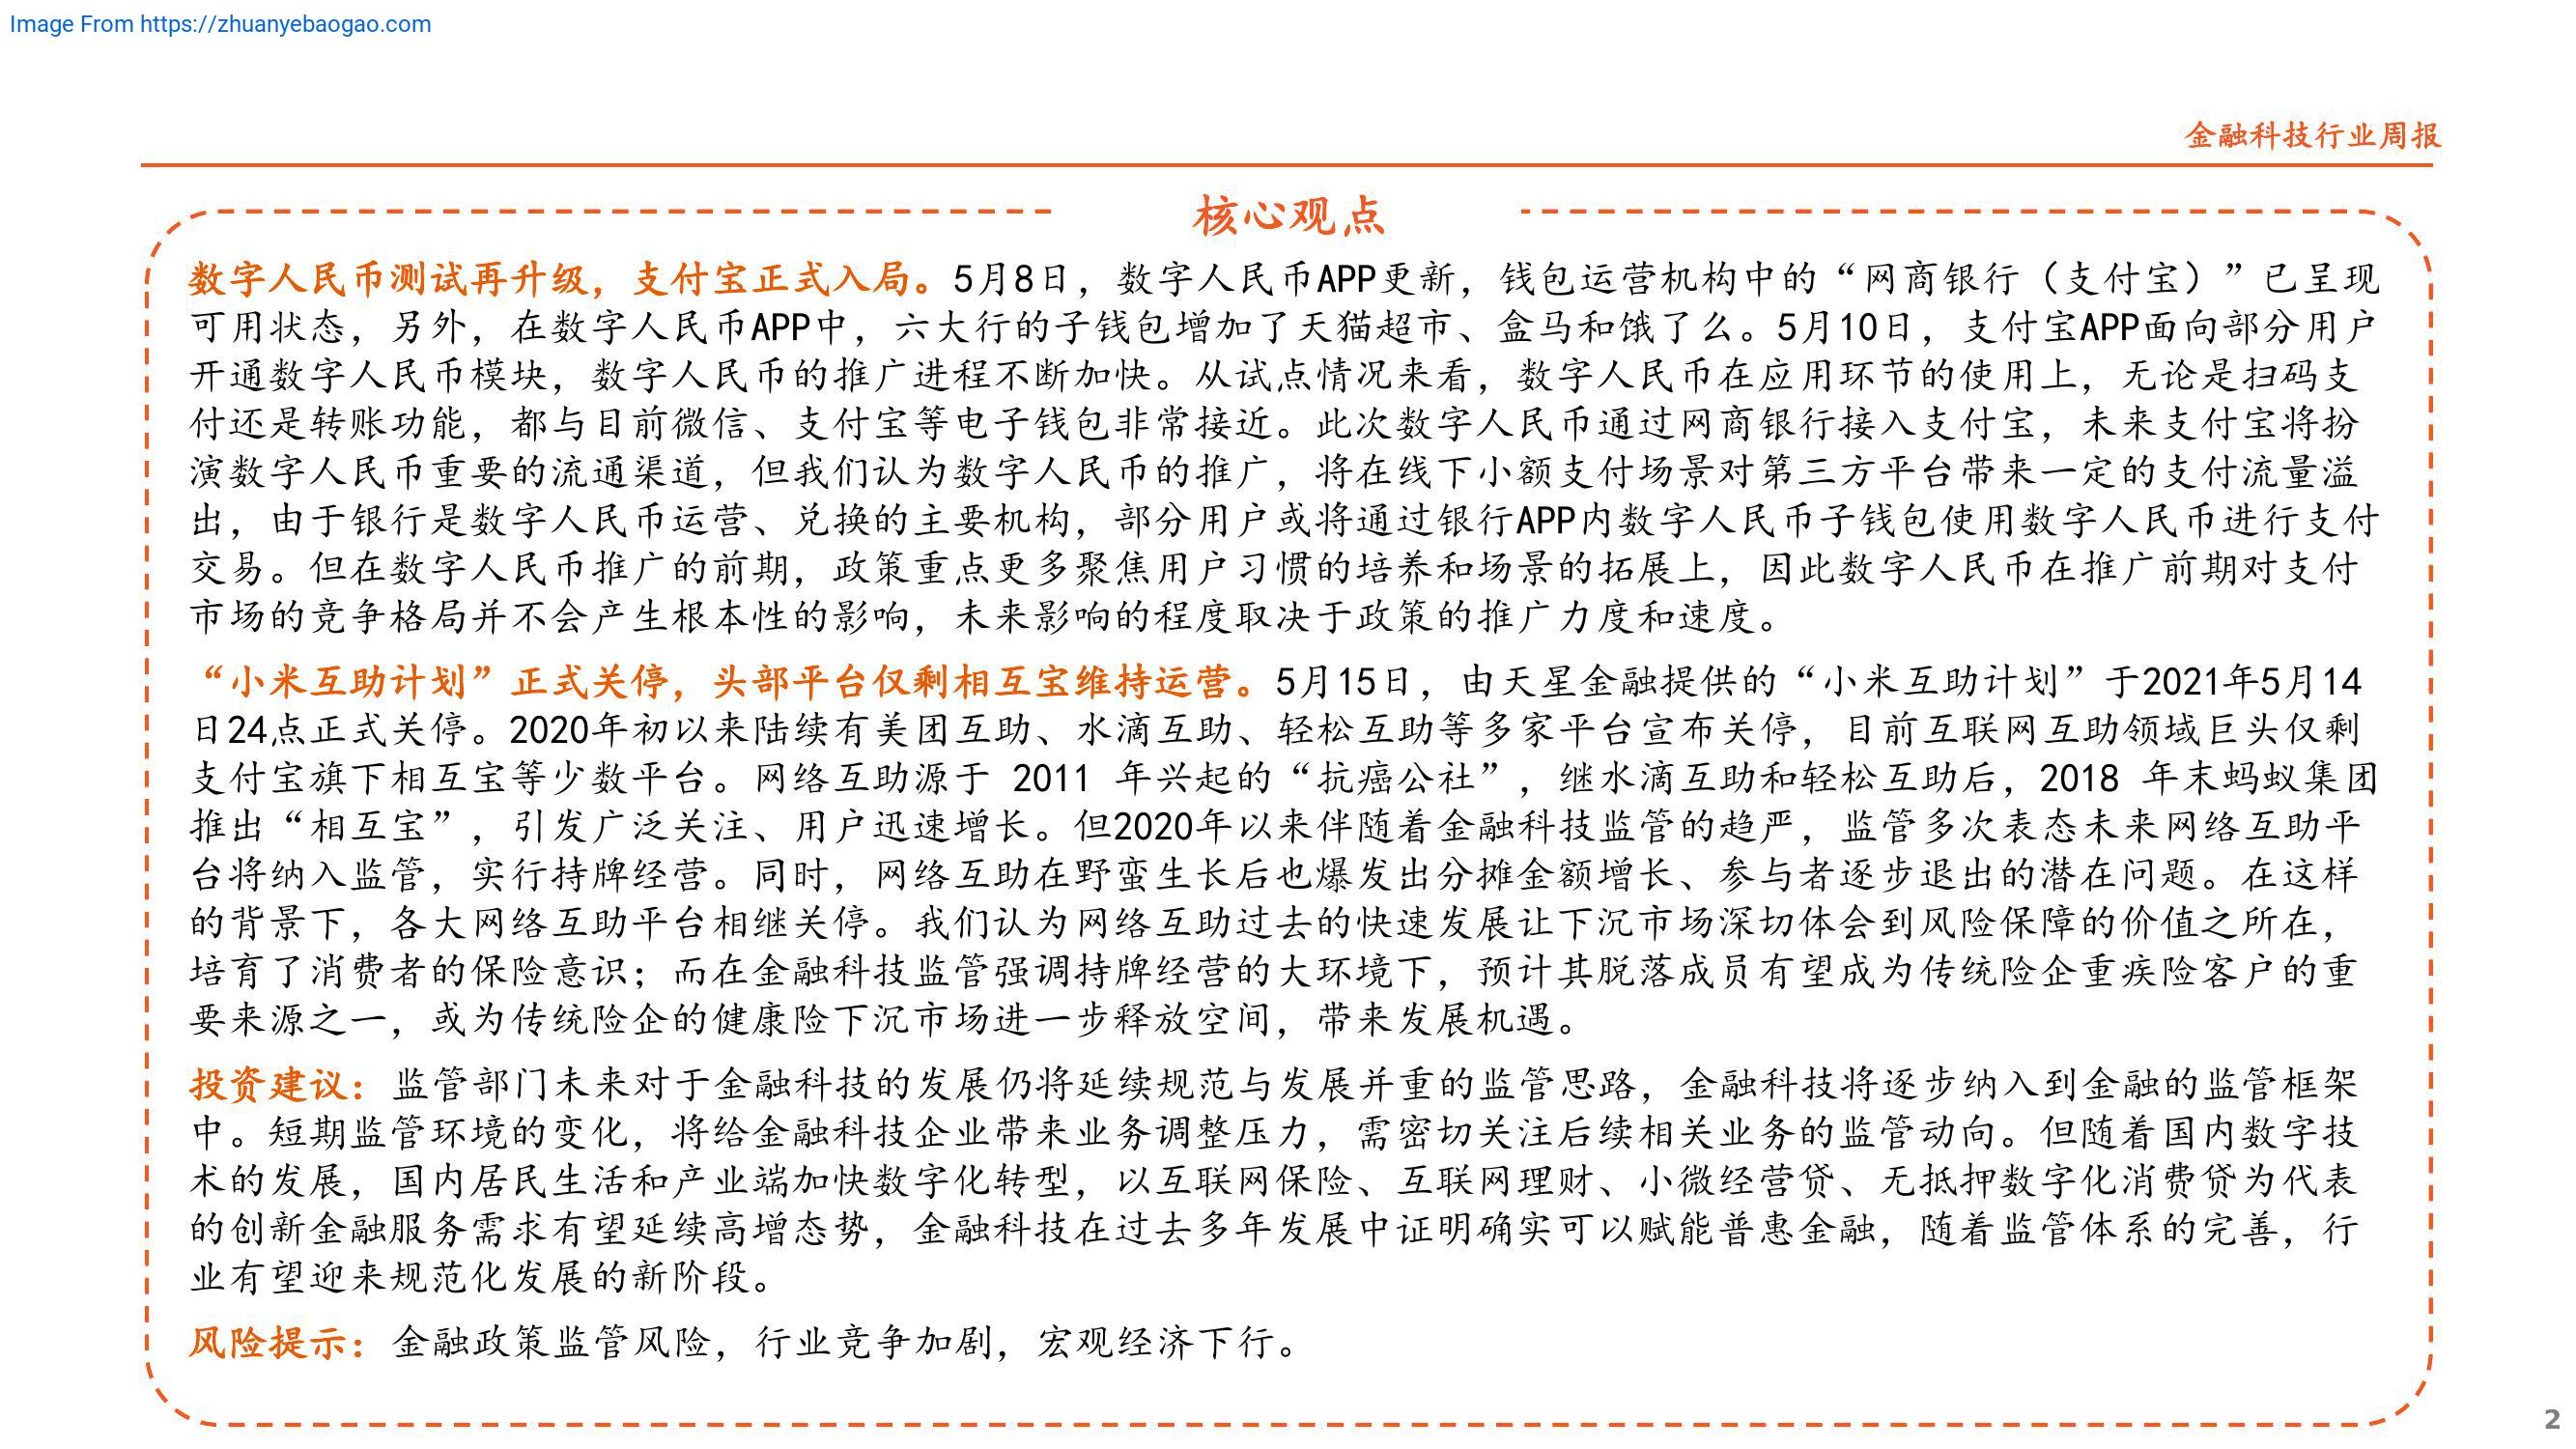 Image From https://zhuanyebaogao.com
金融科技行业周报
核心观点
数字人民币测试再升级，支付宝正式入局。5月8日，数字人民币APP更新，钱包运营机构中的“网商银行（支付宝）”已呈现
可用状态，另外，在数字人民币APP中，六大行的子钱包增加了天猫超市、盒马和饿了么。5月10日，支付宝APP面向部分用户
开通数字人民币模块，数字人民币的推广进程不断加快。从试点情况来看，数字人民币在应用环节的使用上，无论是扫码支
付还是转账功能，都与目前微信、支付宝等电子钱包非常接近。此次数字人民币通过网商银行接入支付宝，未来支付宝将扮
演数字人民币重要的流通渠道，但我们认为数字人民币的推广，将在线下小额支付场景对第三方平台带来一定的支付流量溢
出，由于银行是数字人民币运营、兑换的主要机构，部分用户或将通过银行APP内数字人民币子钱包使用数字人民币进行支付
交易。但在数字人民币推广的前期，政策重点更多聚焦用户习惯的培养和场景的拓展上，因此数字人民币在推广前期对支付
市场的竞争格局并不会产生根本性的影响，未来影响的程度取决于政策的推广力度和速度。
“小米互助计划”正式关停，头部平台仅剩相互宝维持运营。5月15日，由天星金融提供的“小米互助计划”于2021年5月14
日24点正式关停。2020年初以来陆续有美团互助、水滴互助、轻松互助等多家平台宣布关停，目前互联网互助领域巨头仅剩
支付宝旗下相互宝等少数平台。网络互助源于 2011 年兴起的“抗癌公社”，继水滴互助和轻松互助后，2018 年末蚂蚁集团
推出“相互宝”，引发广泛关注、用户迅速增长。但2020年以来伴随着金融科技监管的趋严，监管多次表态未来网络互助平
台将纳入监管，实行持牌经营。同时，网络互助在野蛮生长后也爆发出分摊金额增长、参与者逐步退出的潜在问题。在这样
的背景下，各大网络互助平台相继关停。我们认为网络互助过去的快速发展让下沉市场深切体会到风险保障的价值之所在，
培育了消费者的保险意识；而在金融科技监管强调持牌经营的大环境下，预计其脱落成员有望成为传统险企重疾险客户的重
要来源之一，或为传统险企的健康险下沉市场进一步释放空间，带来发展机遇。
投资建议：监管部门未来对于金融科技的发展仍将延续规范与发展并重的监管思路，金融科技将逐步纳入到金融的监管框架
中。短期监管环境的变化，将给金融科技企业带来业务调整压力，需密切关注后续相关业务的监管动向。但随着国内数字技
术的发展，国内居民生活和产业端加快数字化转型，以互联网保险、互联网理财、小微经营贷、无抵押数字化消费贷为代表
的创新金融服务需求有望延续高增态势，金融科技在过去多年发展中证明确实可以赋能普惠金融，随着监管体系的完善，行
业有望迎来规范化发展的新阶段。
风险提示：金融政策监管风险，行业竞争加剧，宏观经济下行。
2